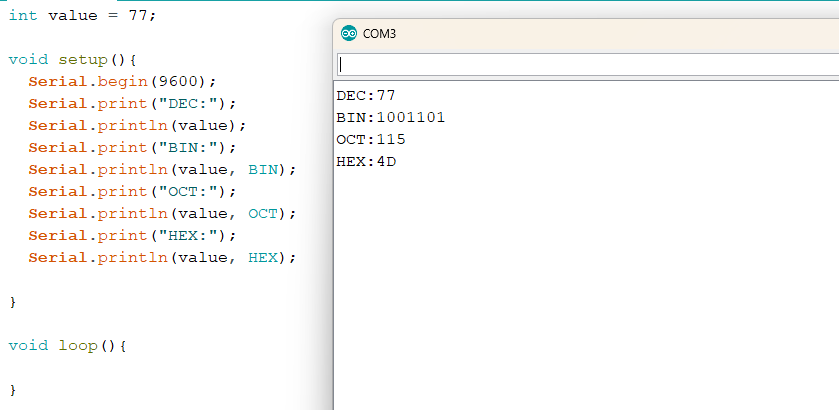 int value = 77;
void setup(){
Serial.begin(9600);
Serial.print("DEC:");
Serial.println(value);
Serial.print("BIN:");
Serial.println(value, BIN);
Serial.print("OCT:");
Serial.println(value, OCT);
Serial.print("HEX:");
Serial.println(value, HEX);
}
void loop(){
}
COM3
DEC:77
BIN:1001101
OCT:115
HEX:4D